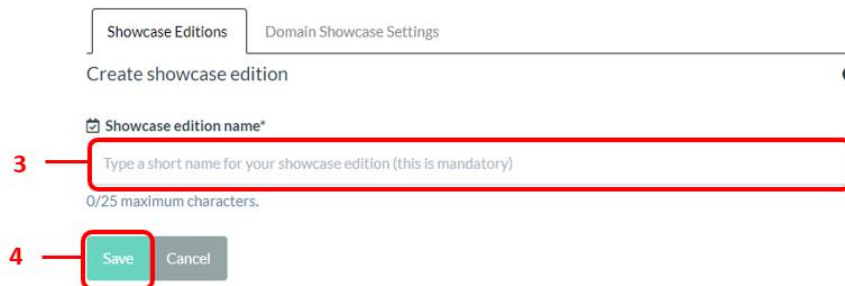 Showcase Editions Domain Showcase Settings
Create showcase edition
Showcase edition name*
3 Type a short name for your showcase edition (this is mandatory)
0/25 maximum characters.
4 Save Cancel